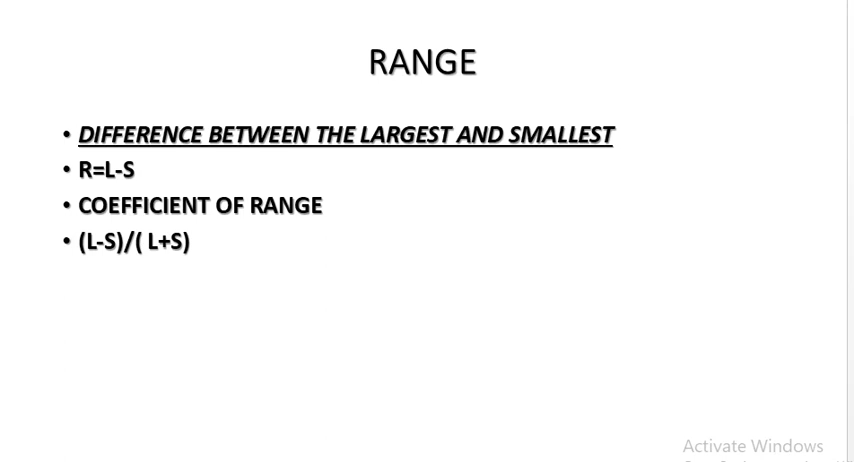 RANGE
• DIFFERENCE BETWEEN THE LARGEST AND SMALLEST
• R=L-S
• COEFFICIENT OF RANGE
• (L-S)/( L+S)
Activate Windows